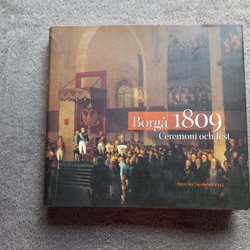 Borgå 1809
Ceremoni och fest
Henrika Tandefelt